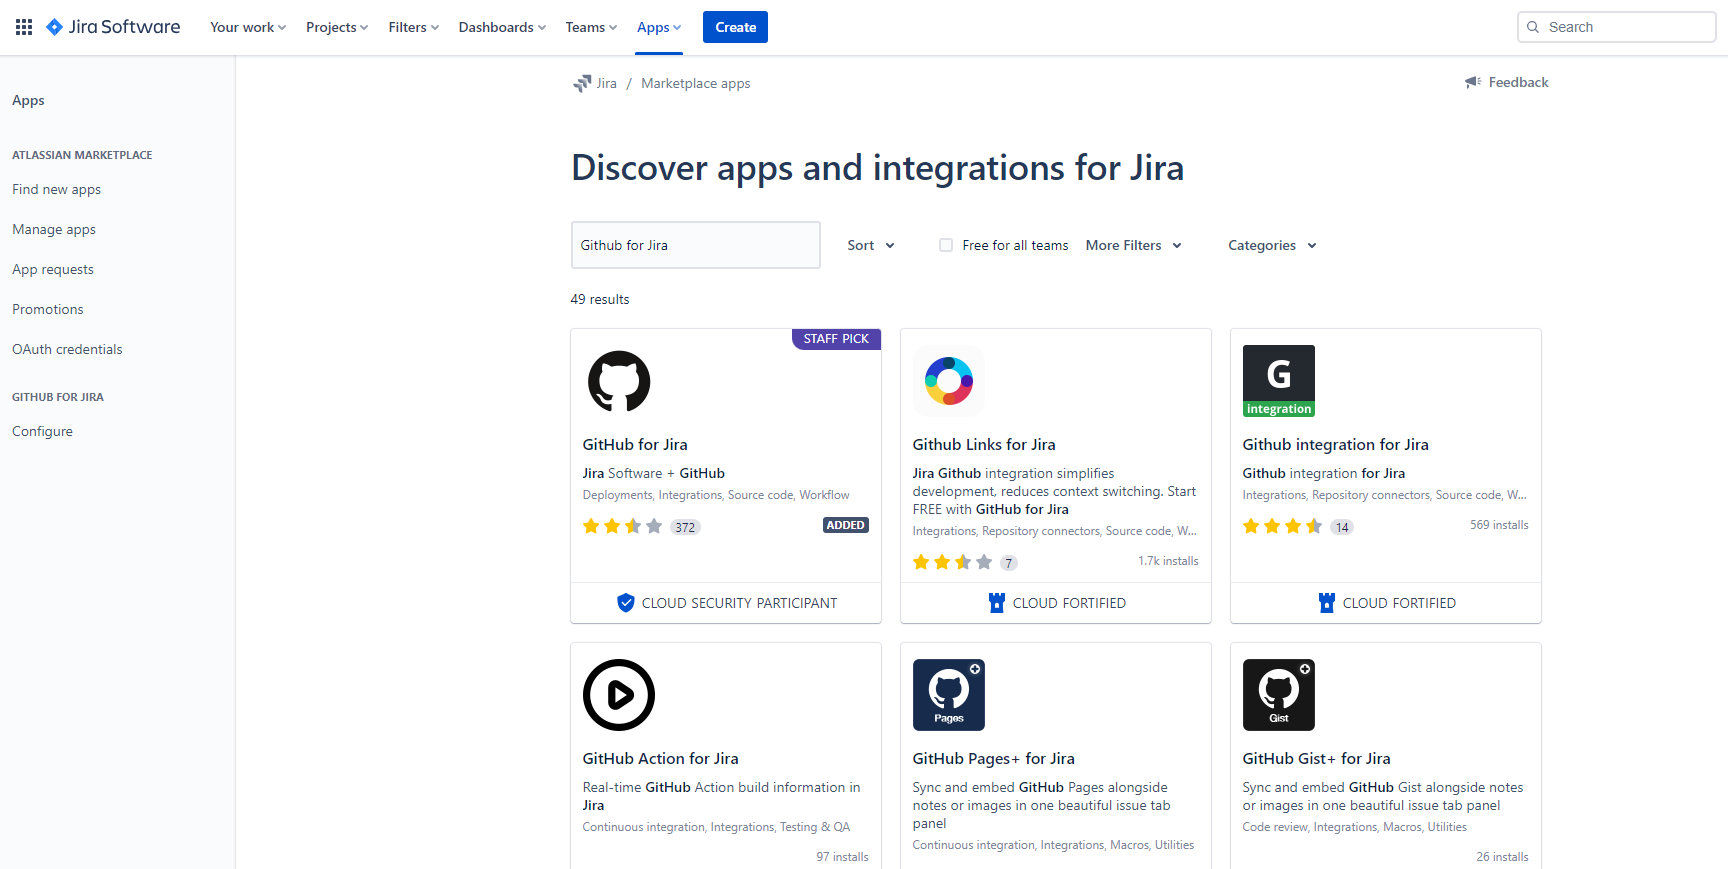 Jira Software
Your work
Projects
Filters
Dashboards
Teams
Apps
Create
Search
Apps
ATLASSIAN MARKETPLACE
Find new apps
Manage apps
App requests
Promotions
OAuth credentials
GITHUB FOR JIRA
Configure
Jira / Marketplace apps
Feedback
Discover apps and integrations for Jira
Github for Jira
Sort
Free for all teams
More Filters
Categories
49 results
STAFF PICK
GitHub for Jira
Jira Software + GitHub
Deployments, Integrations, Source code, Workflow
372
ADDED
CLOUD SECURITY PARTICIPANT
Github Links for Jira
Jira Github integration simplifies
development, reduces context switching. Start
FREE with GitHub for Jira
Integrations, Repository connectors, Source code, W...
7
1.7k installs
CLOUD FORTIFIED
G
integration
Github integration for Jira
Github integration for Jira
Integrations, Repository connectors, Source code, W...
14
569 installs
CLOUD FORTIFIED
GitHub Action for Jira
Real-time GitHub Action build information in
Jira
Continuous integration, Integrations, Testing & QA
97 installs
Pages
GitHub Pages+ for Jira
Sync and embed GitHub Pages alongside
notes or images in one beautiful issue tab
panel
Continuous integration, Integrations, Macros, Utilities
Gist
GitHub Gist+ for Jira
Sync and embed GitHub Gist alongside notes
or images in one beautiful issue tab panel
Code review, Integrations, Macros, Utilities
26 installs